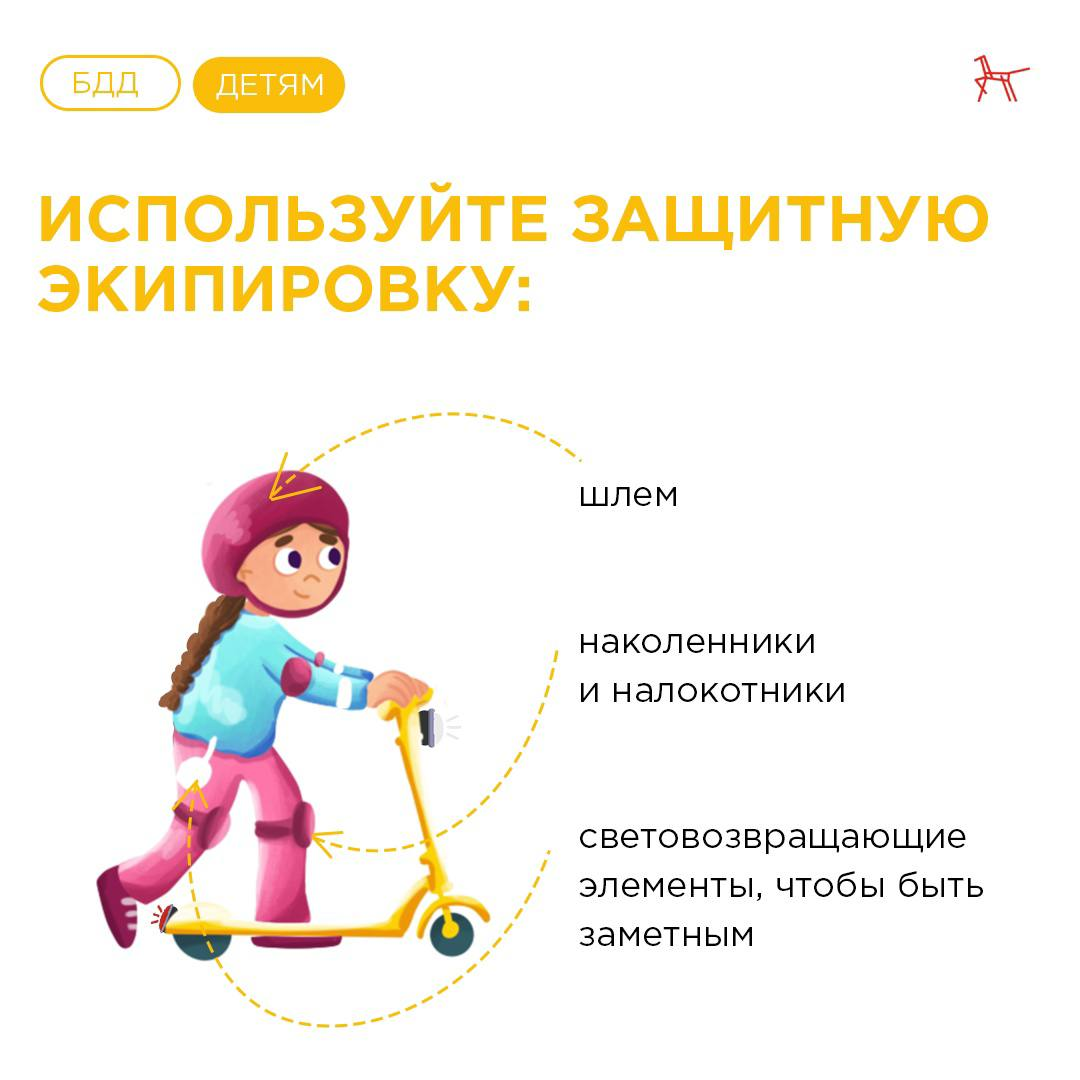 БДД
ДЕТЯМ
ИСПОЛЬЗУЙТЕ ЗАЩИТНУЮ
ЭКИПИРОВКУ:
шлем
наколенники
и налокотники
световозвращающие
элементы, чтобы быть
заметным